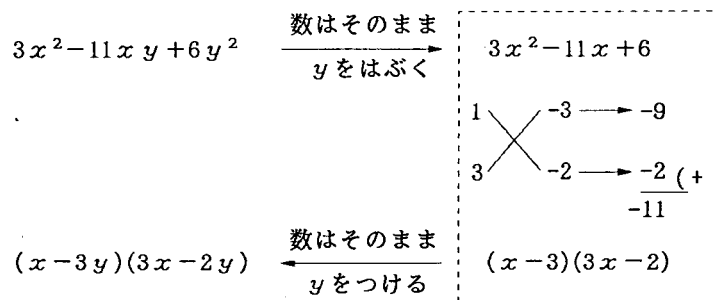 3x²−11xy+6y²
数はそのまま
yをはぶく
3x²−11x+6
1 -3 -9
3 -2 -2 (+
-11
(x−3y)(3x−2y)
数はそのまま
yをつける
(x−3)(3x−2)